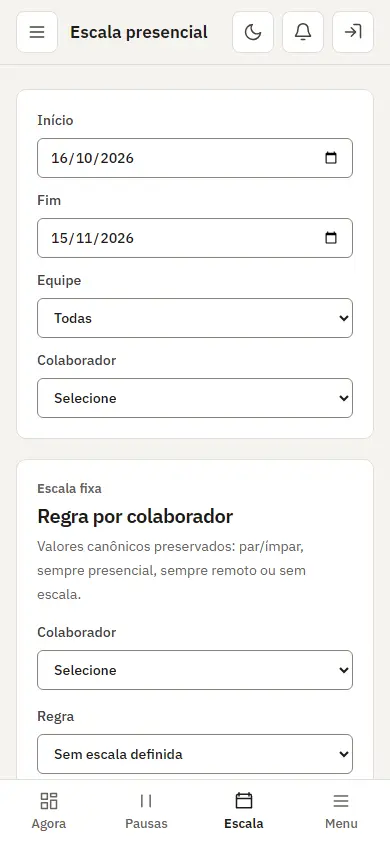 Escala presencial
Início
16/10/2026
Fim
15/11/2026
Equipe
Todas
Colaborador
Selecione
Escala fixa
Regra por colaborador
Valores canônicos preservados: par/ímpar,
sempre presencial, sempre remoto ou sem
escala.
Colaborador
Selecione
Regra
Sem escala definida
Agora
Pausas
Escala
Menu